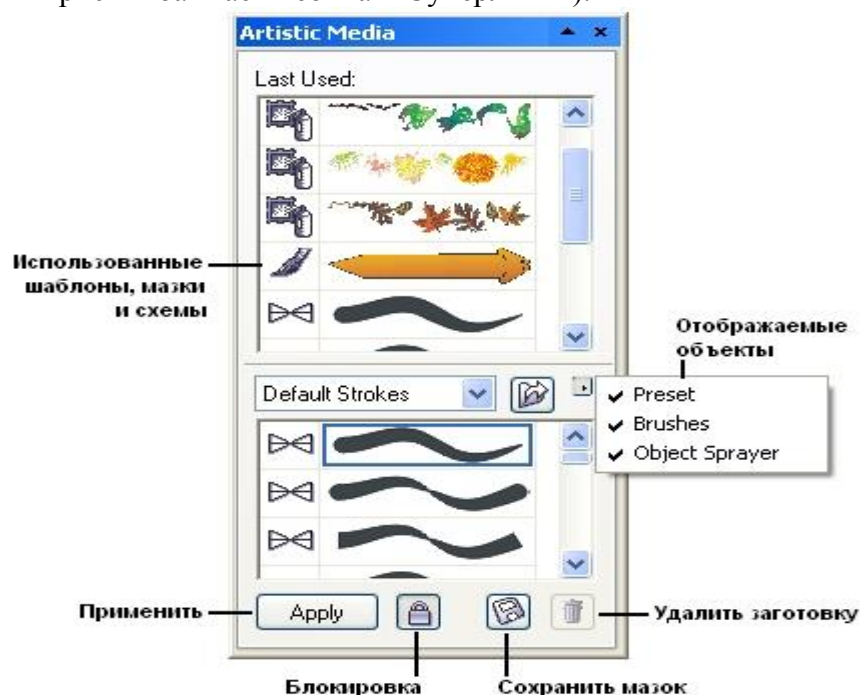 Artistic Media
Last Used:
Использованные
шаблоны, мазки
и схемы
Отображаемые
объекты
Default Strokes
Preset
Brushes
Object Sprayer
Применить
Apply
Удалить заготовку
Блокировка
Сохранить мазок